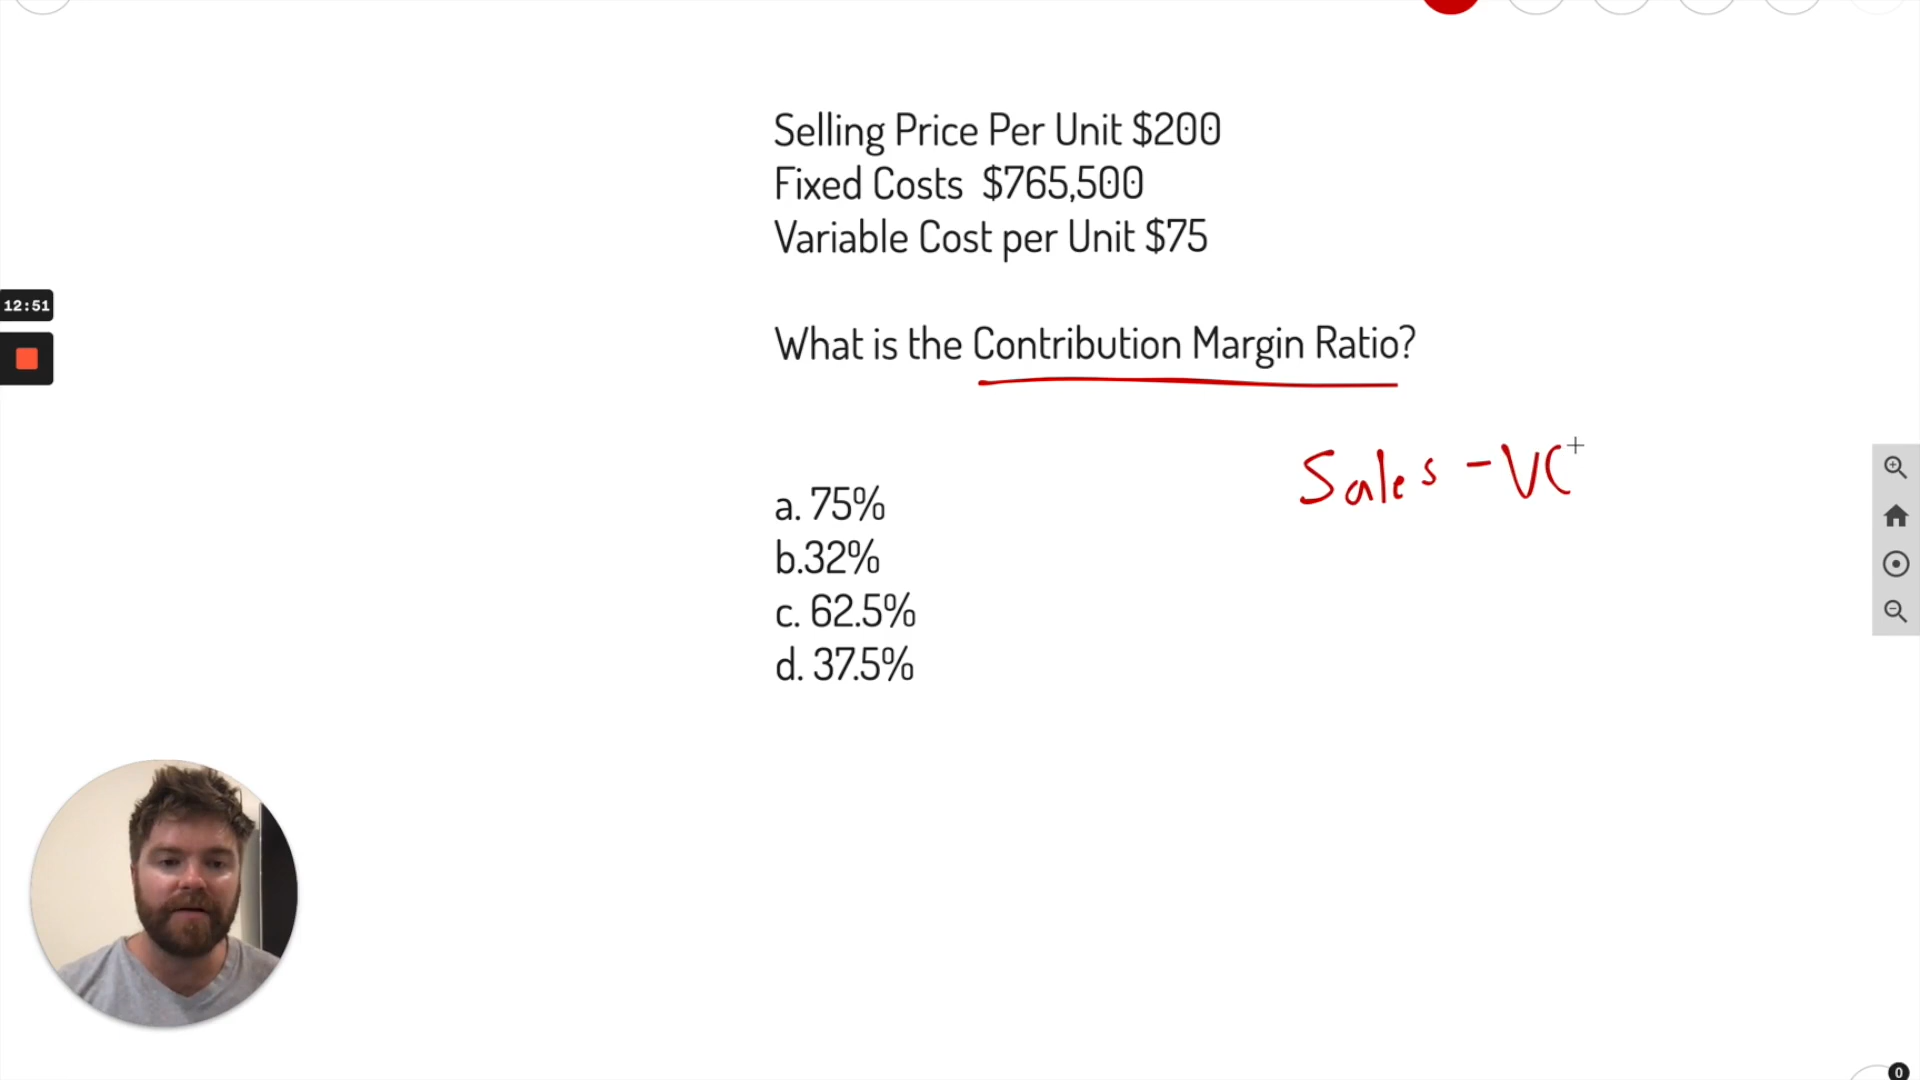 Selling Price Per Unit $200
Fixed Costs $765,500
Variable Cost per Unit $75
12:51
What is the Contribution Margin Ratio?
Sales - VC
a. 75%
b.32%
c. 62.5%
d. 37.5%
0